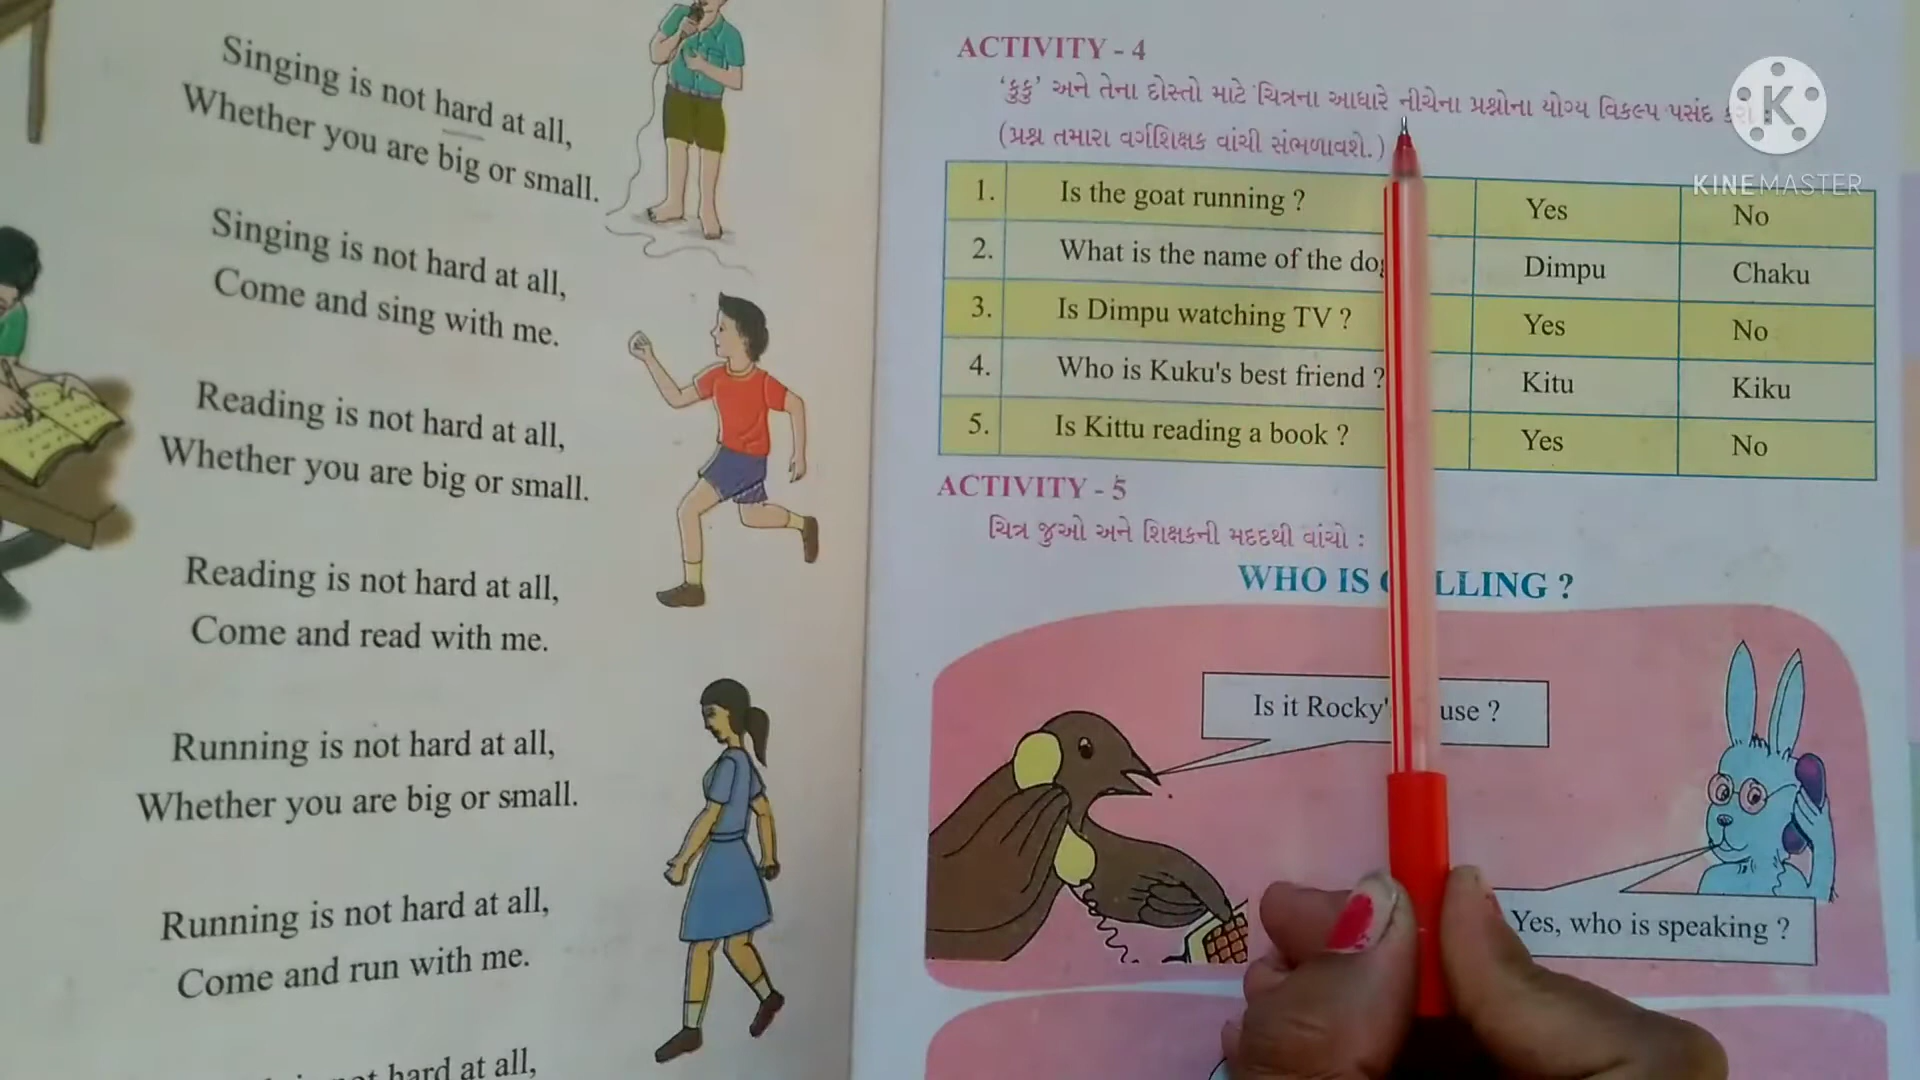 Singing is not hard at all,
Whether you are big or small.
Singing is not hard at all,
Come and sing with me.
Reading is not hard at all,
Whether you are big or small.
Reading is not hard at all,
Come and read with me.
Running is not hard at all,
Whether you are big or small.
Running is not hard at all,
Come and run with me.
not hard at all,
ACTIVITY - 4
'કુકુ' અને તેના દોસ્તો માટે ચિત્રના આધારે નીચેના પ્રશ્નોના યોગ્ય વિકલ્પ પસંદ
(પ્રશ્ન તમારા વર્ગશિક્ષક વાંચી સંભળાવશે.)
1. Is the goat running ? Yes No
2. What is the name of the Dimpu Chaku
3. Is Dimpu watching TV ? Yes No
4. Who is Kuku's best friend ? Kitu Kiku
5. Is Kittu reading a book ? Yes No
ACTIVITY - 5
ચિત્ર જુઓ અને શિક્ષકની મદદથી વાંચો :
WHO IS ?
Is it ?
Yes, who is speaking ?
K
KINEMASTER